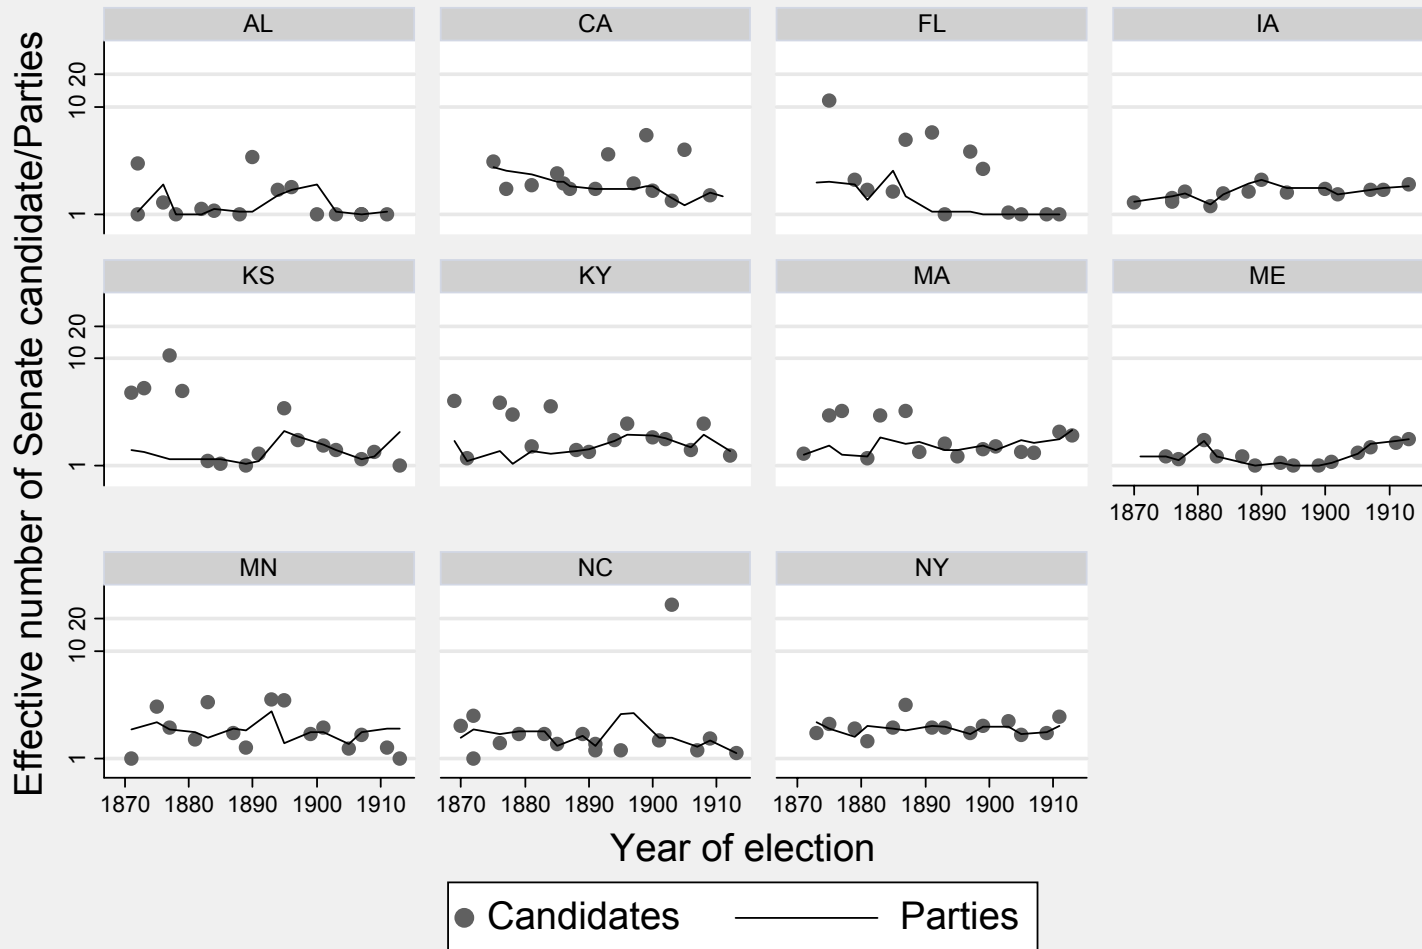 Effective number of Senate candidate/Parties
AL CA FL IA
20
10
1
KS KY MA ME
20
10
1
1870 1880 1890 1900 1910
MN NC NY
20
10
1
1870 1880 1890 1900 1910 1870 1880 1890 1900 1910 1870 1880 1890 1900 1910
Year of election
Candidates Parties